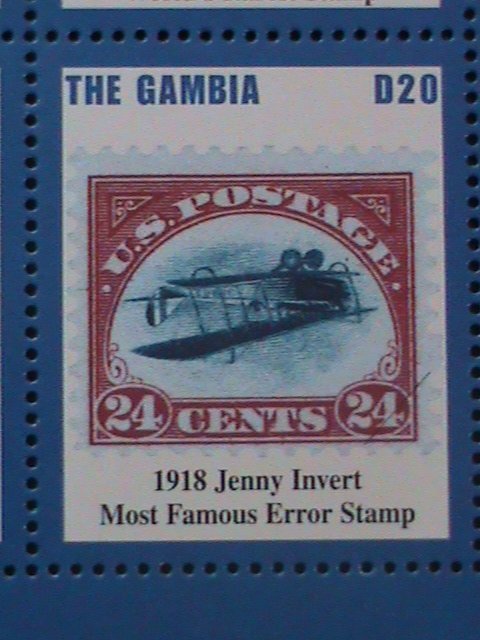 THE GAMBIA D20
U.S. POSTAGE
24 CENTS 24
1918 Jenny Invert
Most Famous Error Stamp